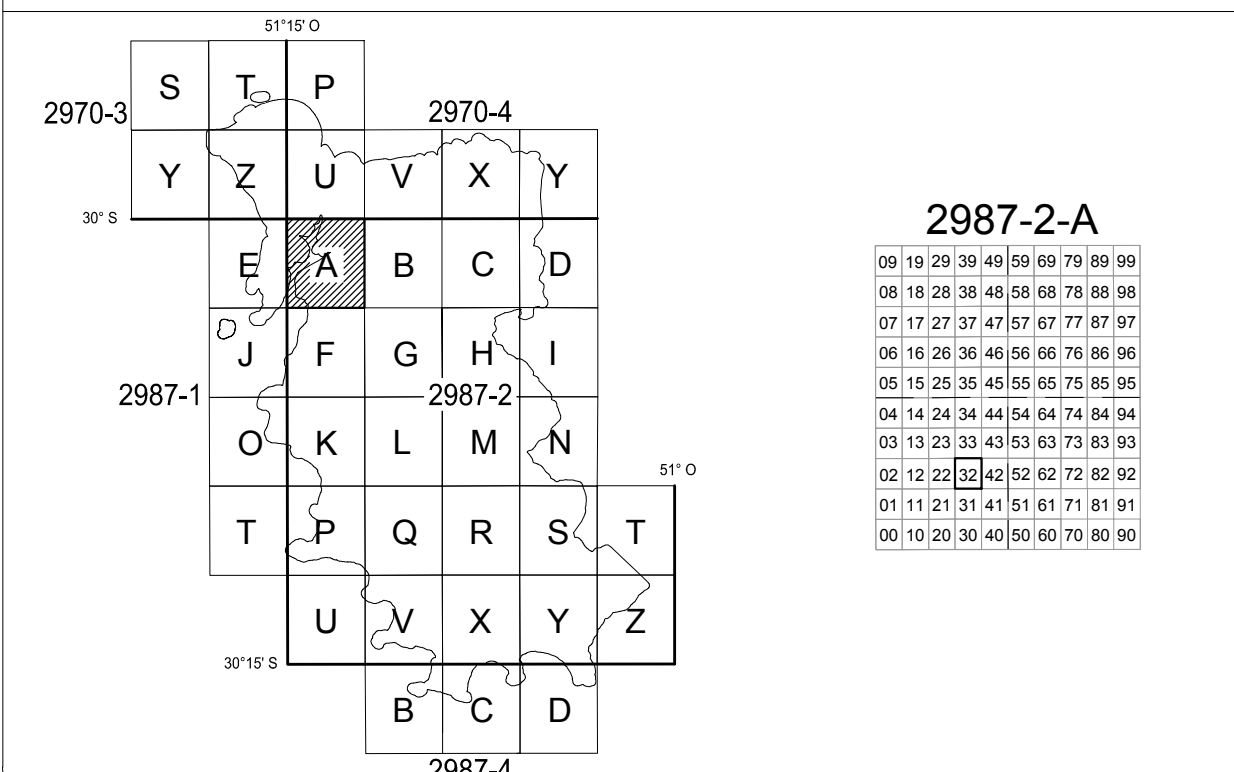 51°15' O
S T P
2970-3
2970-4
Y Z U V X Y
30° S
E A B C D
J F G H I
2987-1
2987-2
O K L M N
51° O
T P Q R S T
U V X Y Z
30°15' S
B C D
2987-4
2987-2-A
09 19 29 39 49 59 69 79 89 99
08 18 28 38 48 58 68 78 88 98
07 17 27 37 47 57 67 77 87 97
06 16 26 36 46 56 66 76 86 96
05 15 25 35 45 55 65 75 85 95
04 14 24 34 44 54 64 74 84 94
03 13 23 33 43 53 63 73 83 93
02 12 22 32 42 52 62 72 82 92
01 11 21 31 41 51 61 71 81 91
00 10 20 30 40 50 60 70 80 90